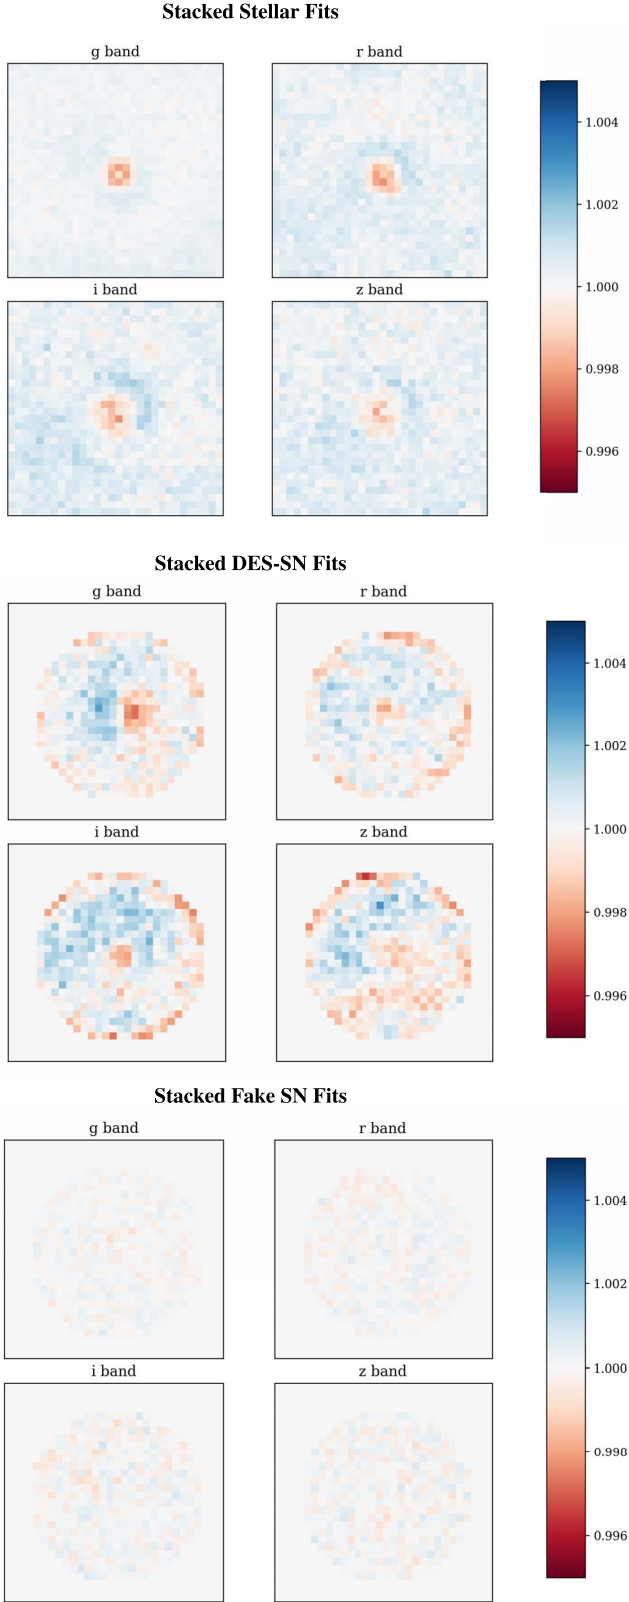 Stacked Stellar Fits
g band
r band
1.004
1.002
i band
z band
1.000
0.998
0.996
Stacked DES-SN Fits
g band
r band
1.004
1.002
i band
z band
1.000
0.998
0.996
Stacked Fake SN Fits
g band
r band
1.004
1.002
i band
z band
1.000
0.998
0.996